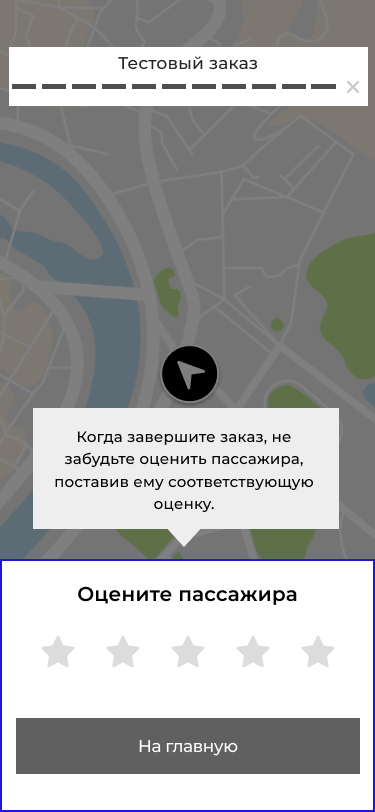 Тестовый заказ
Когда завершите заказ, не
забудьте оценить пассажира,
поставив ему соответствующую
оценку.
Оцените пассажира
На главную